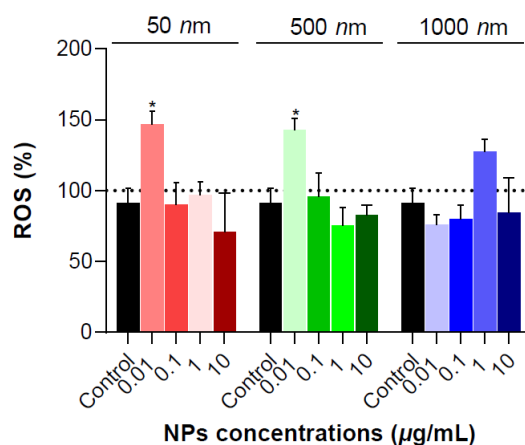 50 nm 500 nm 1000 nm
200
150
100
50
0
ROS (%)
* *
Control 0.01 0.1 1 10 Control 0.01 0.1 1 10 Control 0.01 0.1 1 10
NPs concentrations (µg/mL)